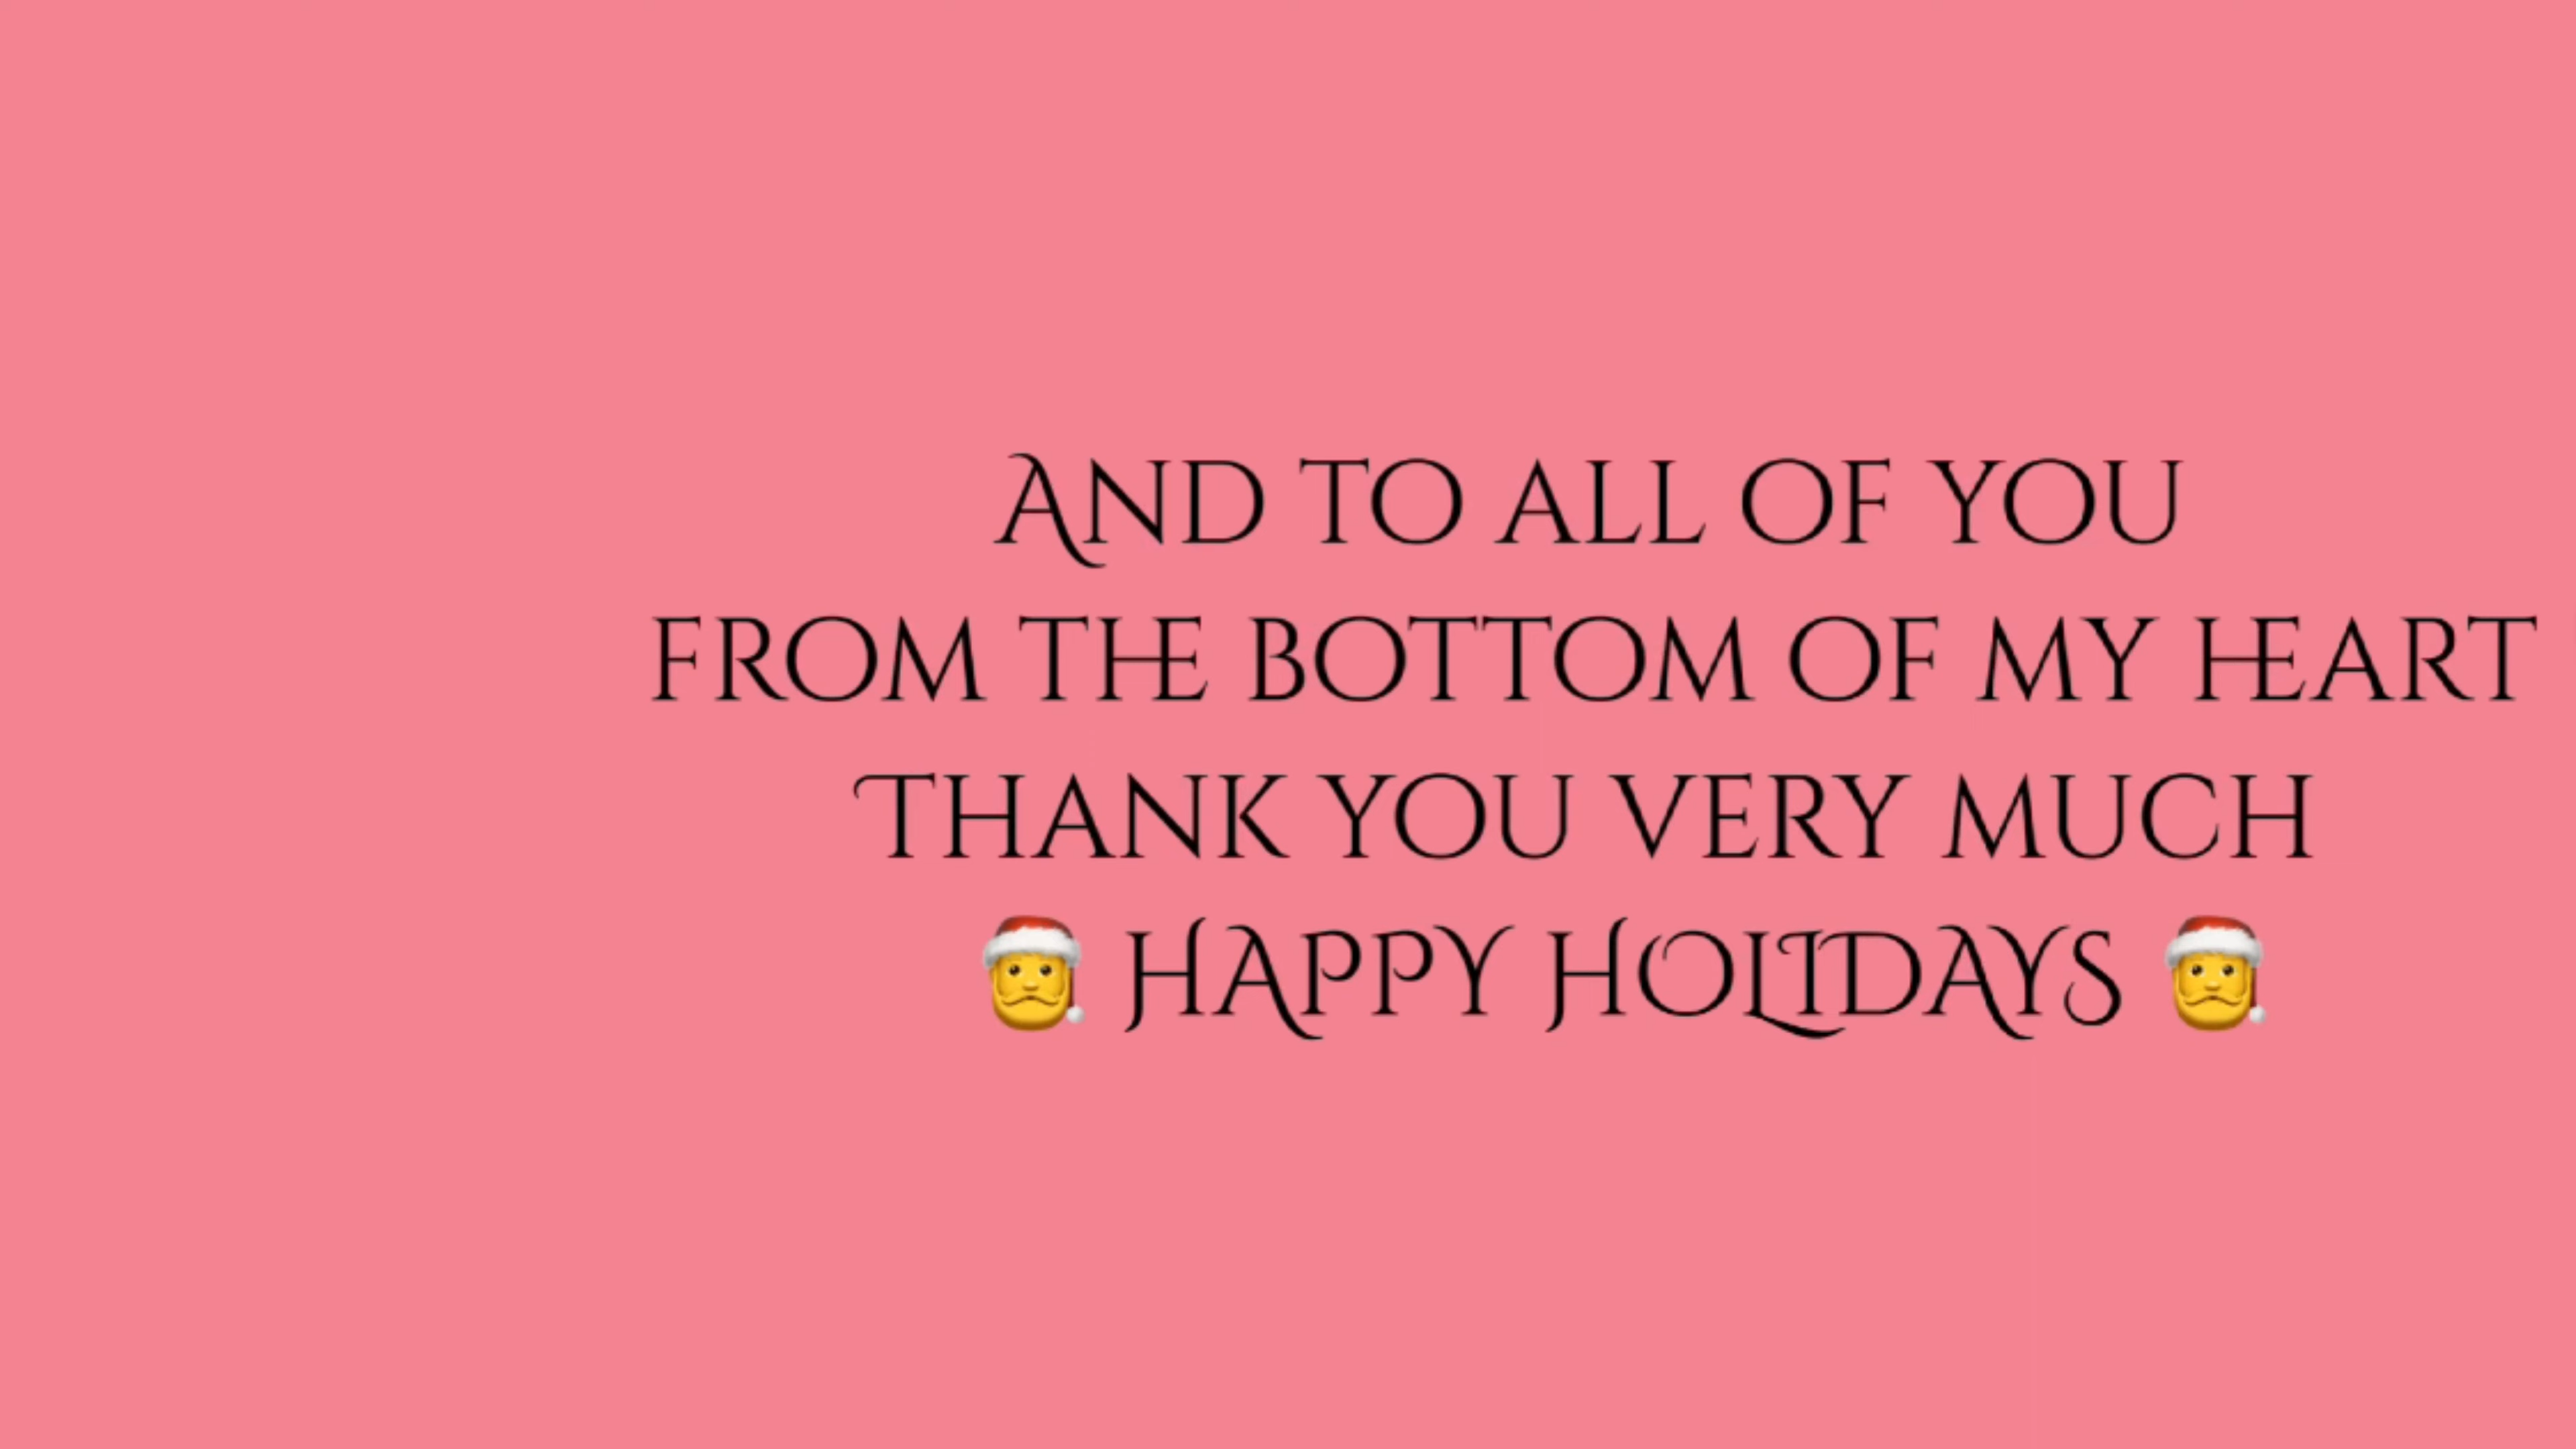 And to all of you
from the bottom of my heart
Thank you very much
🎅 HAPPY HOLIDAYS 🎅